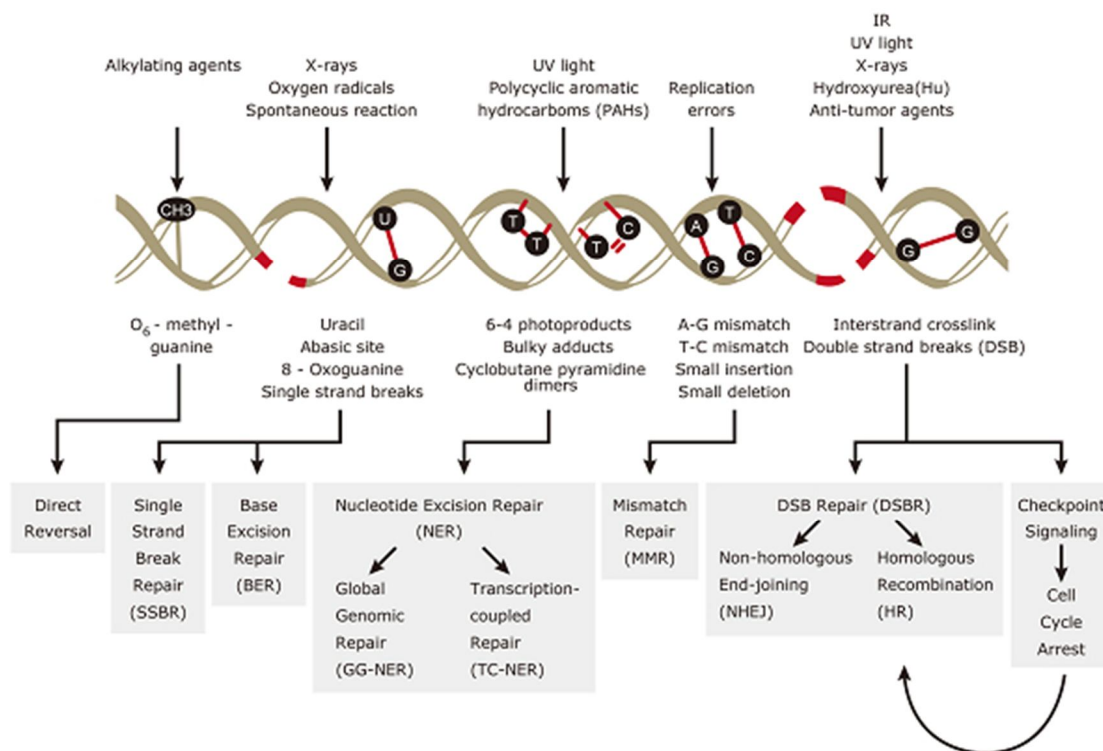 Alkylating agents
X-rays
Oxygen radicals
Spontaneous reaction
UV light
Polycyclic aromatic
hydrocarboms (PAHs)
Replication
errors
IR
UV light
X-rays
Hydroxyurea(Hu)
Anti-tumor agents
CH3
U
G
T
T
T
C
A
G
T
C
G
G
O6 - methyl -
guanine
Uracil
Abasic site
8 - Oxoguanine
Single strand breaks
6-4 photoproducts
Bulky adducts
Cyclobutane pyramidine
dimers
A-G mismatch
T-C mismatch
Small insertion
Small deletion
Interstrand crosslink
Double strand breaks (DSB)
Direct
Reversal
Single
Strand
Break
Repair
(SSBR)
Base
Excision
Repair
(BER)
Nucleotide Excision Repair
(NER)
Global
Genomic
Repair
(GG-NER)
Transcription-
coupled
Repair
(TC-NER)
Mismatch
Repair
(MMR)
DSB Repair (DSBR)
Non-homologous
End-joining
(NHEJ)
Homologous
Recombination
(HR)
Checkpoint
Signaling
Cell
Cycle
Arrest